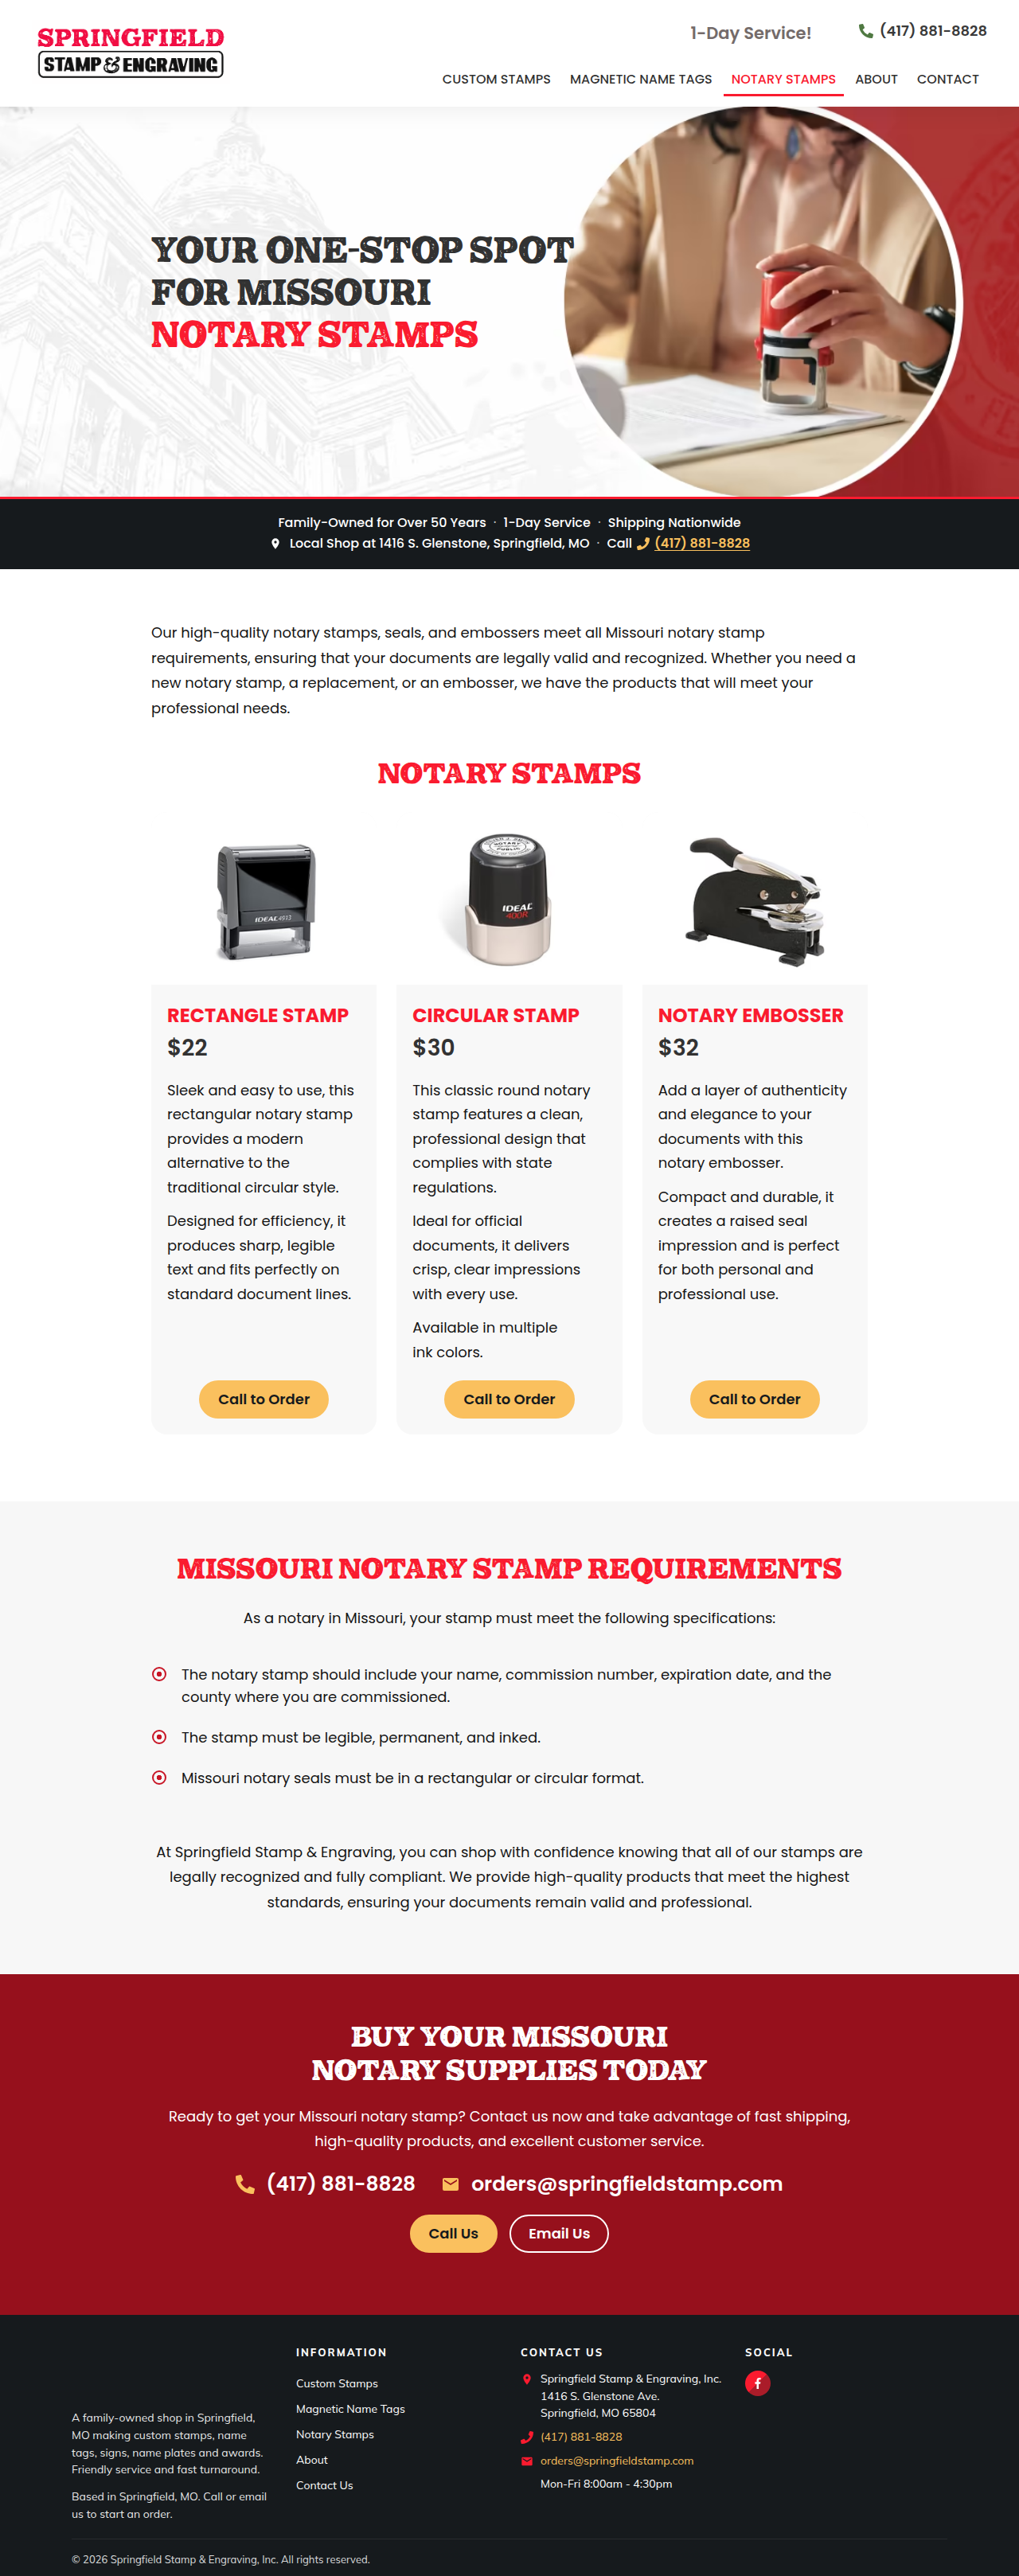 SPRINGFIELD
STAMP & ENGRAVING
1-Day Service!
(417) 881-8828
CUSTOM STAMPS MAGNETIC NAME TAGS NOTARY STAMPS ABOUT CONTACT
YOUR ONE-STOP SPOT
FOR MISSOURI
NOTARY STAMPS
Family-Owned for Over 50 Years · 1-Day Service · Shipping Nationwide
Local Shop at 1416 S. Glenstone, Springfield, MO · Call (417) 881-8828
Our high-quality notary stamps, seals, and embossers meet all Missouri notary stamp
requirements, ensuring that your documents are legally valid and recognized. Whether you need a
new notary stamp, a replacement, or an embosser, we have the products that will meet your
professional needs.
NOTARY STAMPS
IDEAL 4913
NOTARY
PUBLIC
IDEAL
400R
RECTANGLE STAMP
$22
Sleek and easy to use, this
rectangular notary stamp
provides a modern
alternative to the
traditional circular style.
Designed for efficiency, it
produces sharp, legible
text and fits perfectly on
standard document lines.
Call to Order
CIRCULAR STAMP
$30
This classic round notary
stamp features a clean,
professional design that
complies with state
regulations.
Ideal for official
documents, it delivers
crisp, clear impressions
with every use.
Available in multiple
ink colors.
Call to Order
NOTARY EMBOSSER
$32
Add a layer of authenticity
and elegance to your
documents with this
notary embosser.
Compact and durable, it
creates a raised seal
impression and is perfect
for both personal and
professional use.
Call to Order
MISSOURI NOTARY STAMP REQUIREMENTS
As a notary in Missouri, your stamp must meet the following specifications:
The notary stamp should include your name, commission number, expiration date, and the
county where you are commissioned.
The stamp must be legible, permanent, and inked.
Missouri notary seals must be in a rectangular or circular format.
At Springfield Stamp & Engraving, you can shop with confidence knowing that all of our stamps are
legally recognized and fully compliant. We provide high-quality products that meet the highest
standards, ensuring your documents remain valid and professional.
BUY YOUR MISSOURI
NOTARY SUPPLIES TODAY
Ready to get your Missouri notary stamp? Contact us now and take advantage of fast shipping,
high-quality products, and excellent customer service.
(417) 881-8828 orders@springfieldstamp.com
Call Us Email Us
A family-owned shop in Springfield,
MO making custom stamps, name
tags, signs, name plates and awards.
Friendly service and fast turnaround.
Based in Springfield, MO. Call or email
us to start an order.
INFORMATION
Custom Stamps
Magnetic Name Tags
Notary Stamps
About
Contact Us
CONTACT US
Springfield Stamp & Engraving, Inc.
1416 S. Glenstone Ave.
Springfield, MO 65804
(417) 881-8828
orders@springfieldstamp.com
Mon-Fri 8:00am - 4:30pm
SOCIAL
© 2026 Springfield Stamp & Engraving, Inc. All rights reserved.